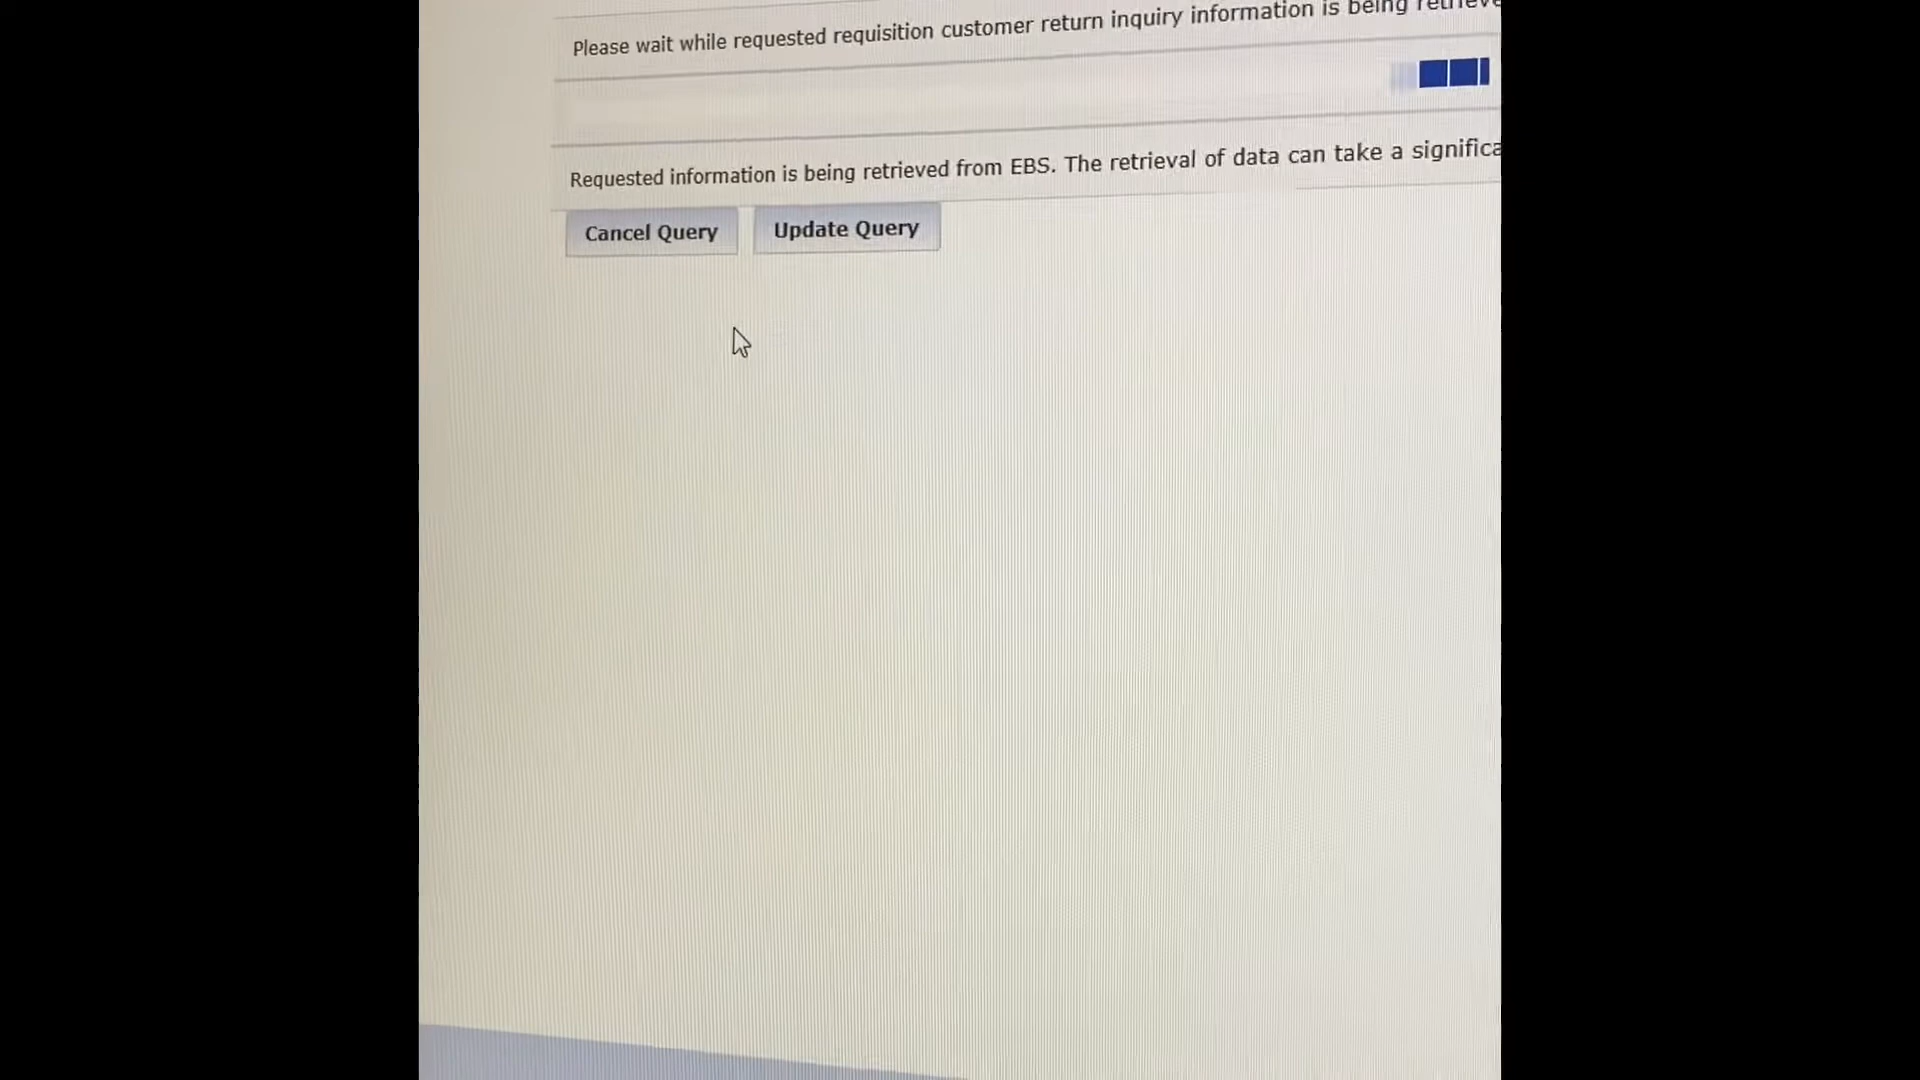 Please wait while requested requisition customer return inquiry information is being
Requested information is being retrieved from EBS. The retrieval of data can take a
Cancel Query Update Query